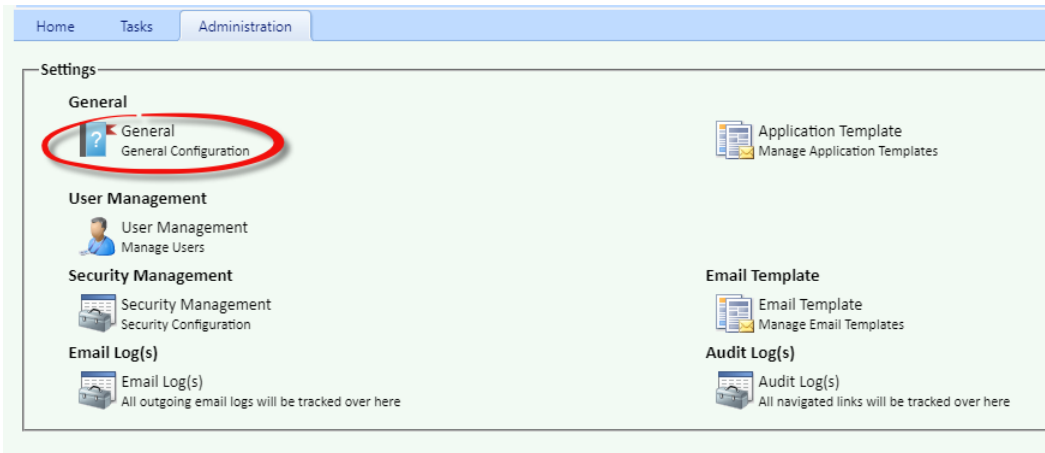 Home Tasks Administration
Settings
General
General
General Configuration
Application Template
Manage Application Templates
User Management
User Management
Manage Users
Security Management
Security Management
Security Configuration
Email Template
Email Template
Manage Email Templates
Email Log(s)
Email Log(s)
All outgoing email logs will be tracked over here
Audit Log(s)
Audit Log(s)
All navigated links will be tracked over here